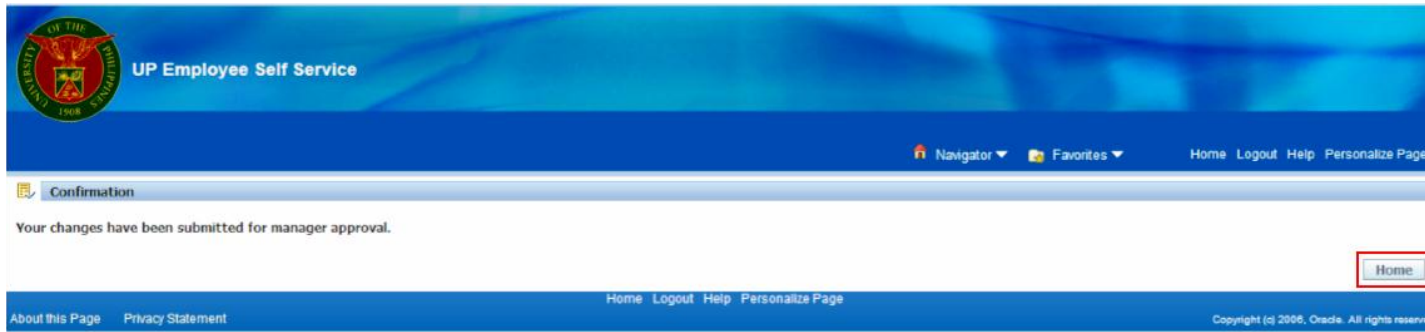 UNIVERSITY OF THE PHILIPPINES
1908
UP Employee Self Service
Navigator Favorites Home Logout Help Personalize Page
Confirmation
Your changes have been submitted for manager approval.
Home
Home Logout Help Personalize Page
About this Page Privacy Statement
Copyright (c) 2006, Oracle. All rights reserv